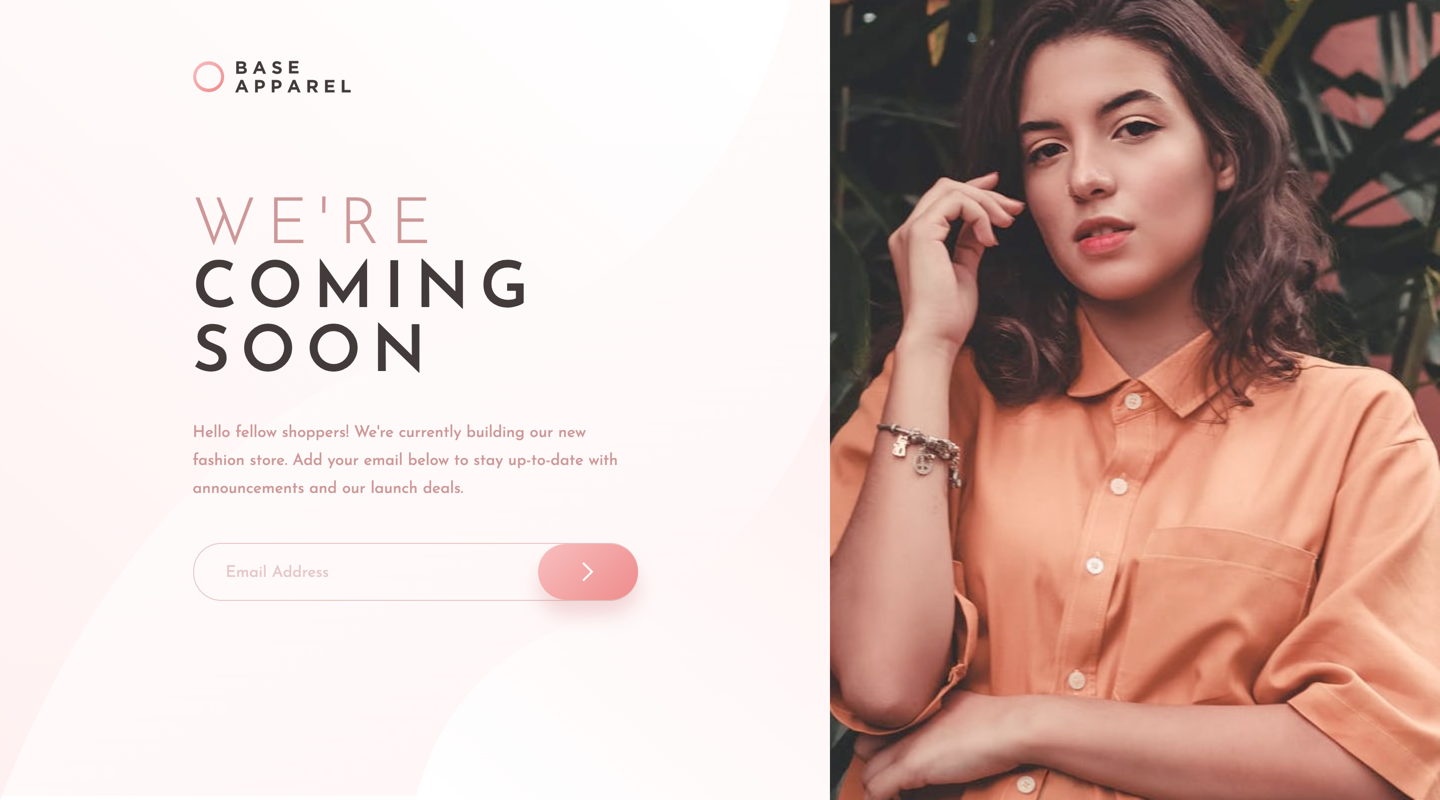 BASE
APPAREL
WE'RE
COMING
SOON
Hello fellow shoppers! We're currently building our new
fashion store. Add your email below to stay up-to-date with
announcements and our launch deals.
Email Address